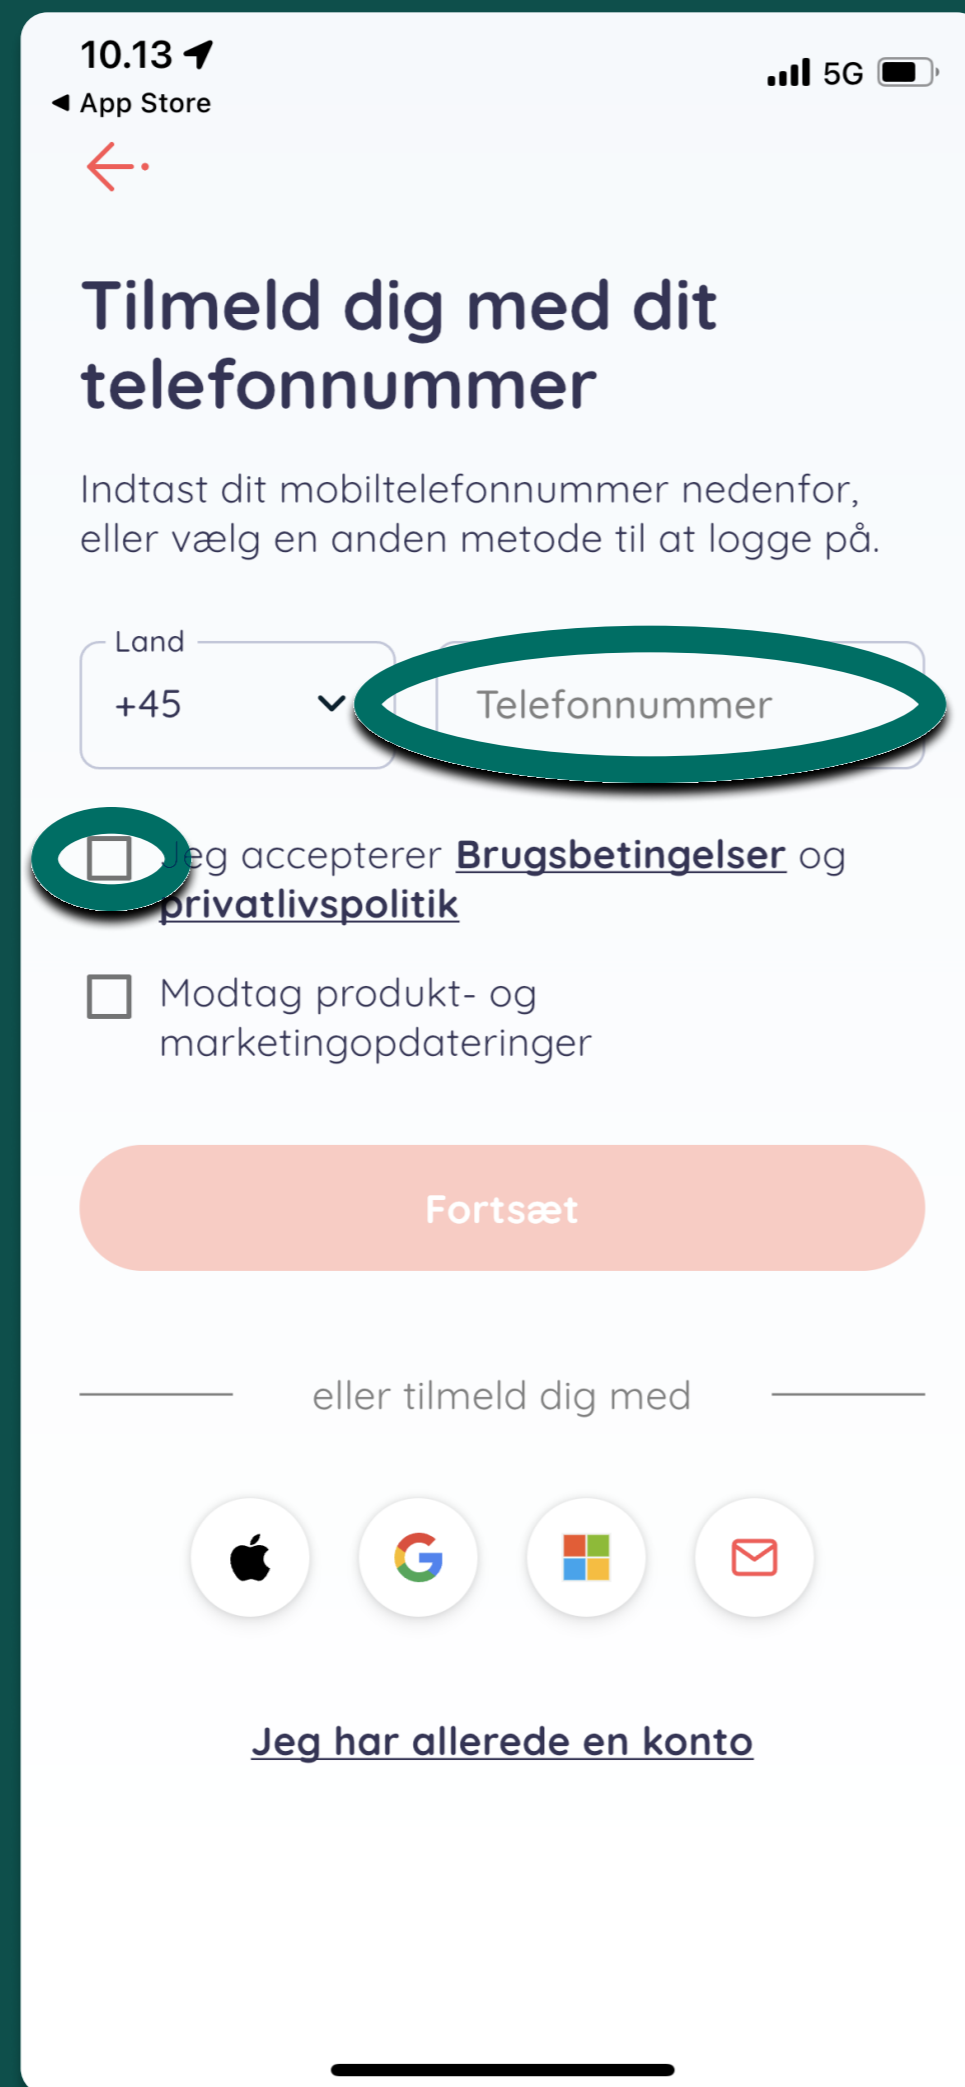 10.13
5G
App Store
Tilmeld dig med dit
telefonnummer
Indtast dit mobiltelefonnummer nedenfor,
eller vælg en anden metode til at logge på.
Land
+45
Telefonnummer
Jeg accepterer Brugsbetingelser og
privatlivspolitik
Modtag produkt- og
marketingopdateringer
Fortsæt
eller tilmeld dig med
Jeg har allerede en konto